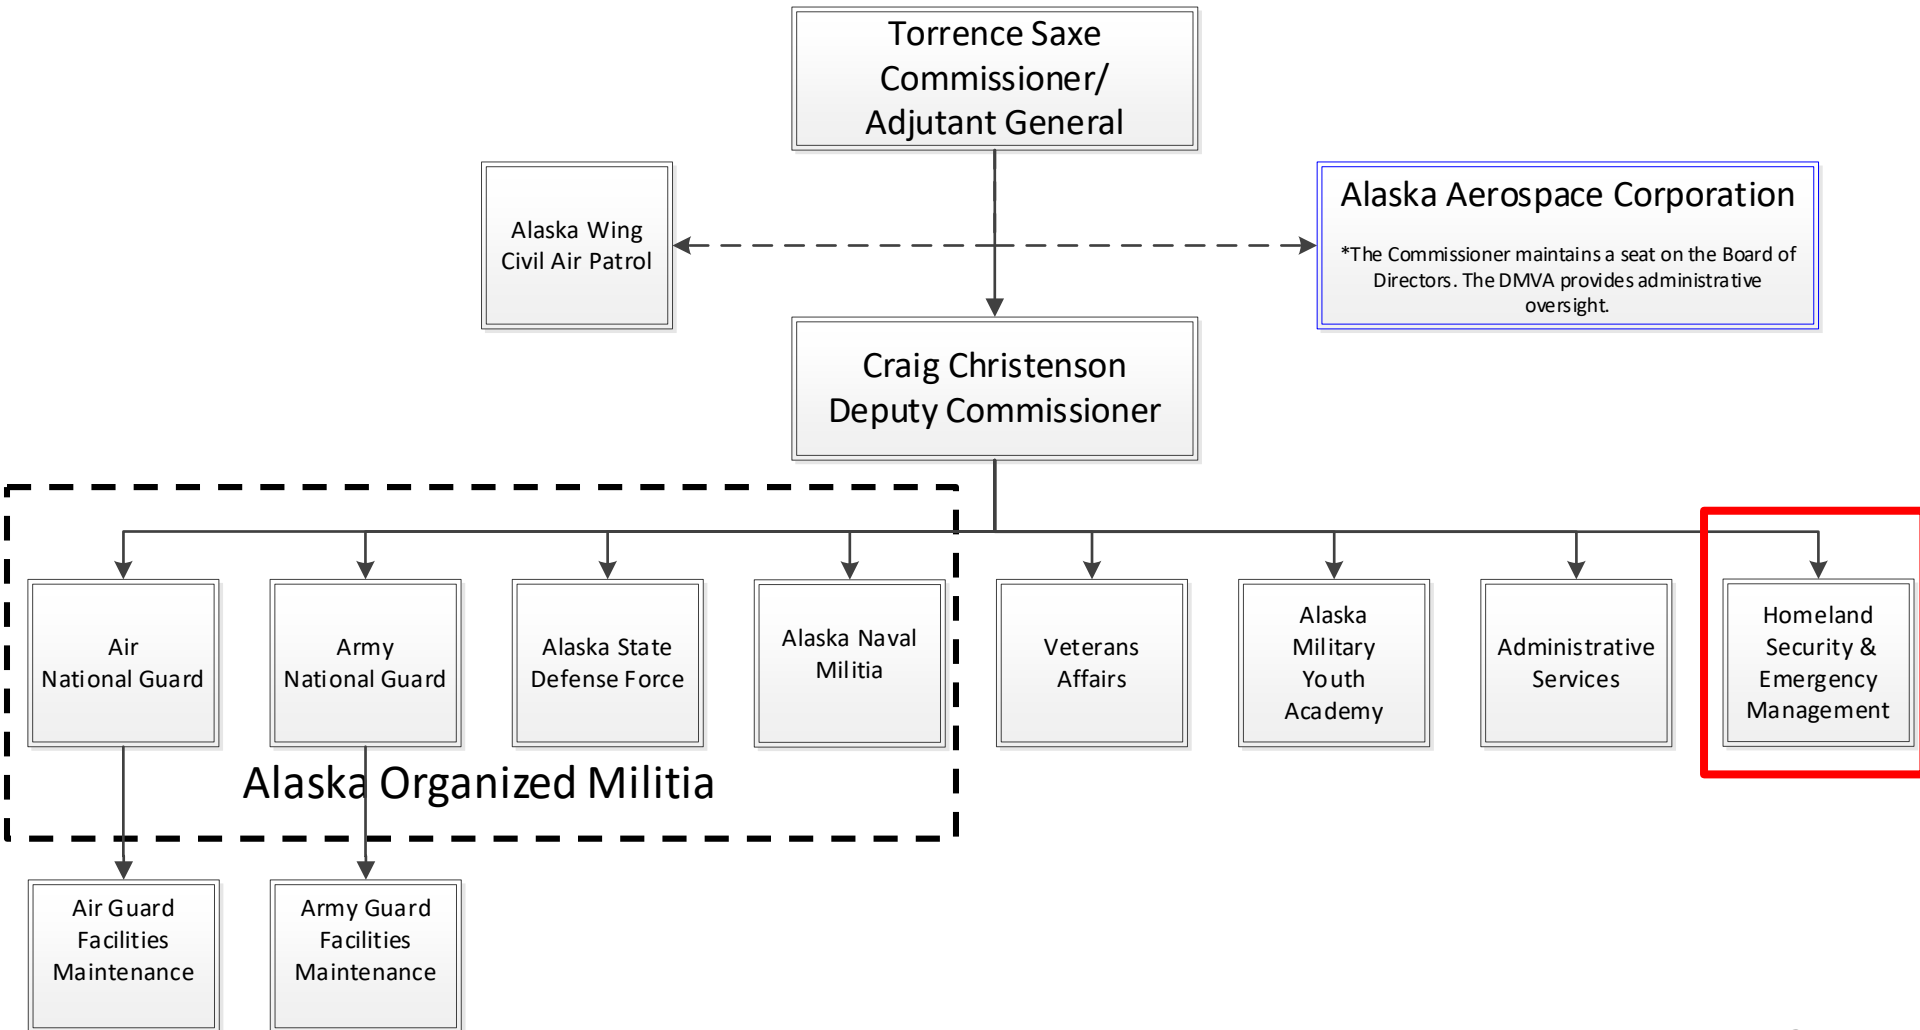 Torrence Saxe
Commissioner/
Adjutant General
Alaska Wing
Civil Air Patrol
Alaska Aerospace Corporation
*The Commissioner maintains a seat on the Board of
Directors. The DMVA provides administrative
oversight.
Craig Christenson
Deputy Commissioner
Air
National Guard
Army
National Guard
Alaska State
Defense Force
Alaska Naval
Militia
Veterans
Affairs
Alaska
Military
Youth
Academy
Administrative
Services
Homeland
Security &
Emergency
Management
Alaska Organized Militia
Air Guard
Facilities
Maintenance
Army Guard
Facilities
Maintenance